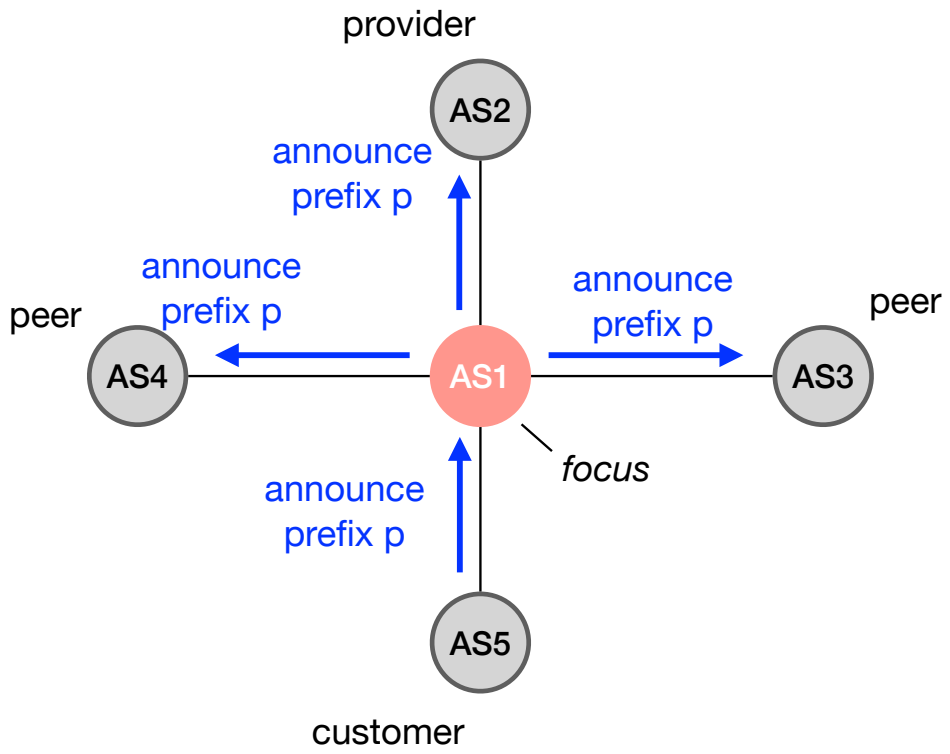 provider
AS2
announce
prefix p
announce
prefix p
announce
prefix p
peer
peer
AS4
AS1
AS3
focus
announce
prefix p
AS5
customer